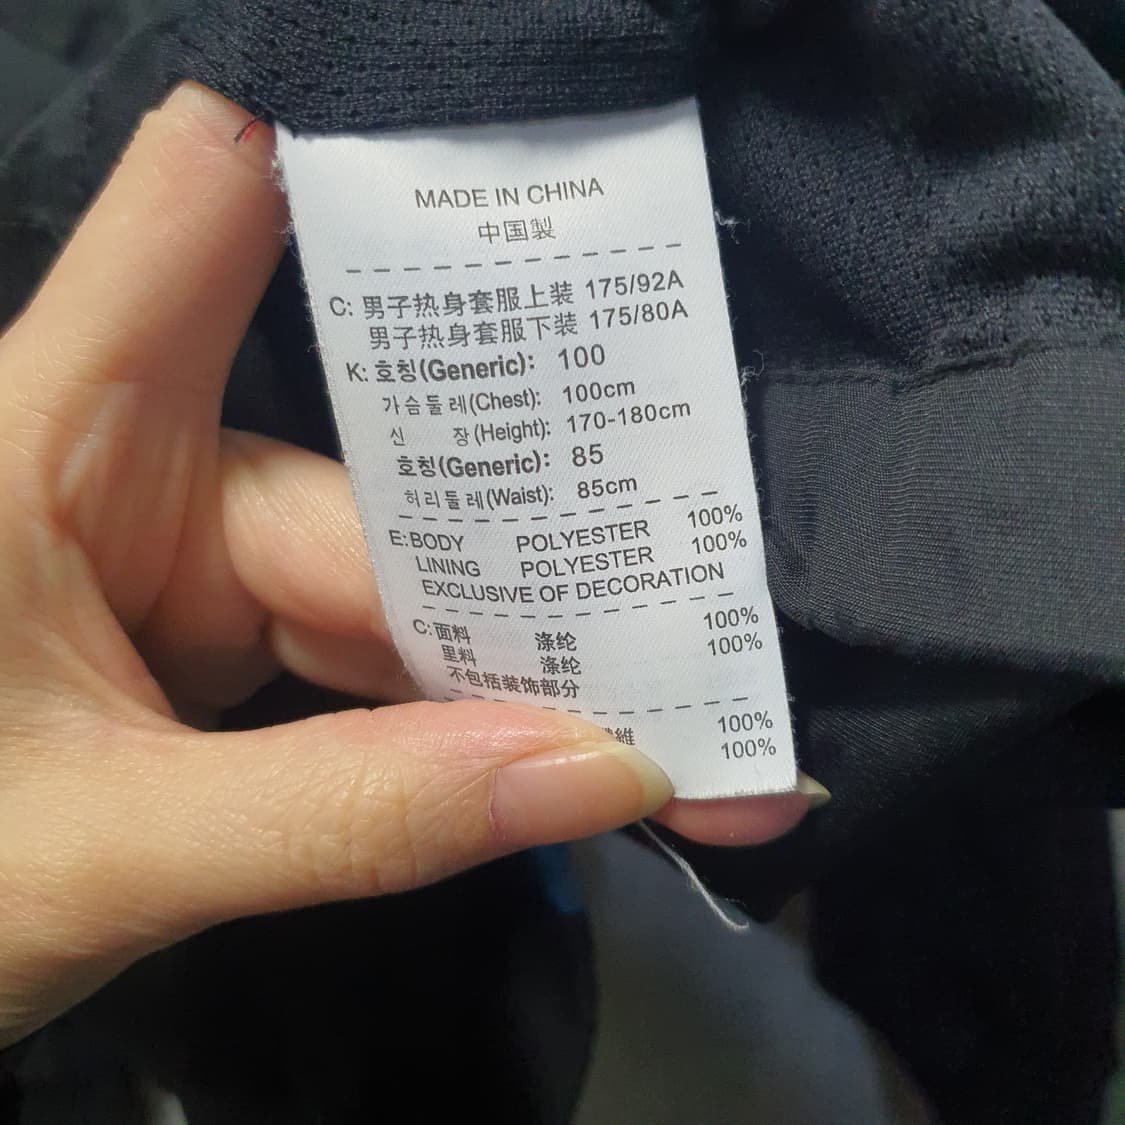 MADE IN CHINA
中国製
C: 男子热身套服上装 175/92A
男子热身套服下装 175/80A
K: 호칭(Generic): 100
가슴둘레(Chest): 100cm
신 장(Height): 170-180cm
호칭(Generic): 85
허리둘레(Waist): 85cm
E:BODY POLYESTER 100%
LINING POLYESTER 100%
EXCLUSIVE OF DECORATION
C:面料 涤纶 100%
里料 涤纶 100%
不包括装饰部分
維 100%
100%